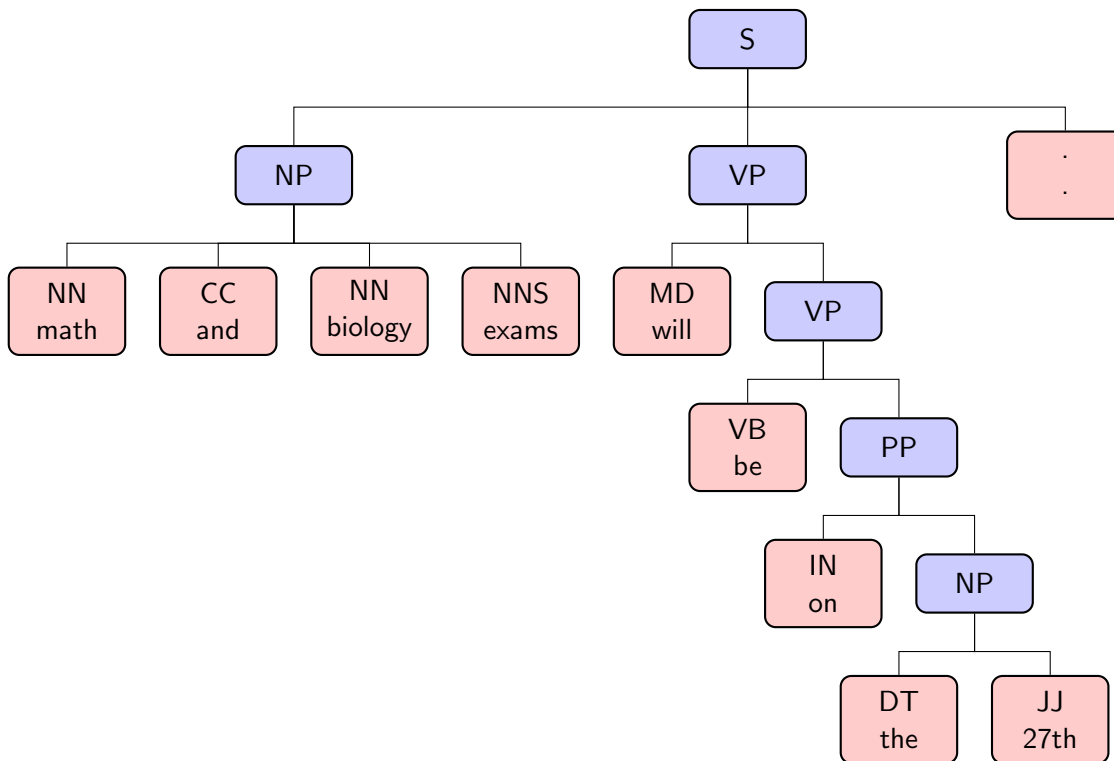 S
NP
VP
.
.
NN
math
CC
and
NN
biology
NNS
exams
MD
will
VP
VB
be
PP
IN
on
NP
DT
the
JJ
27th